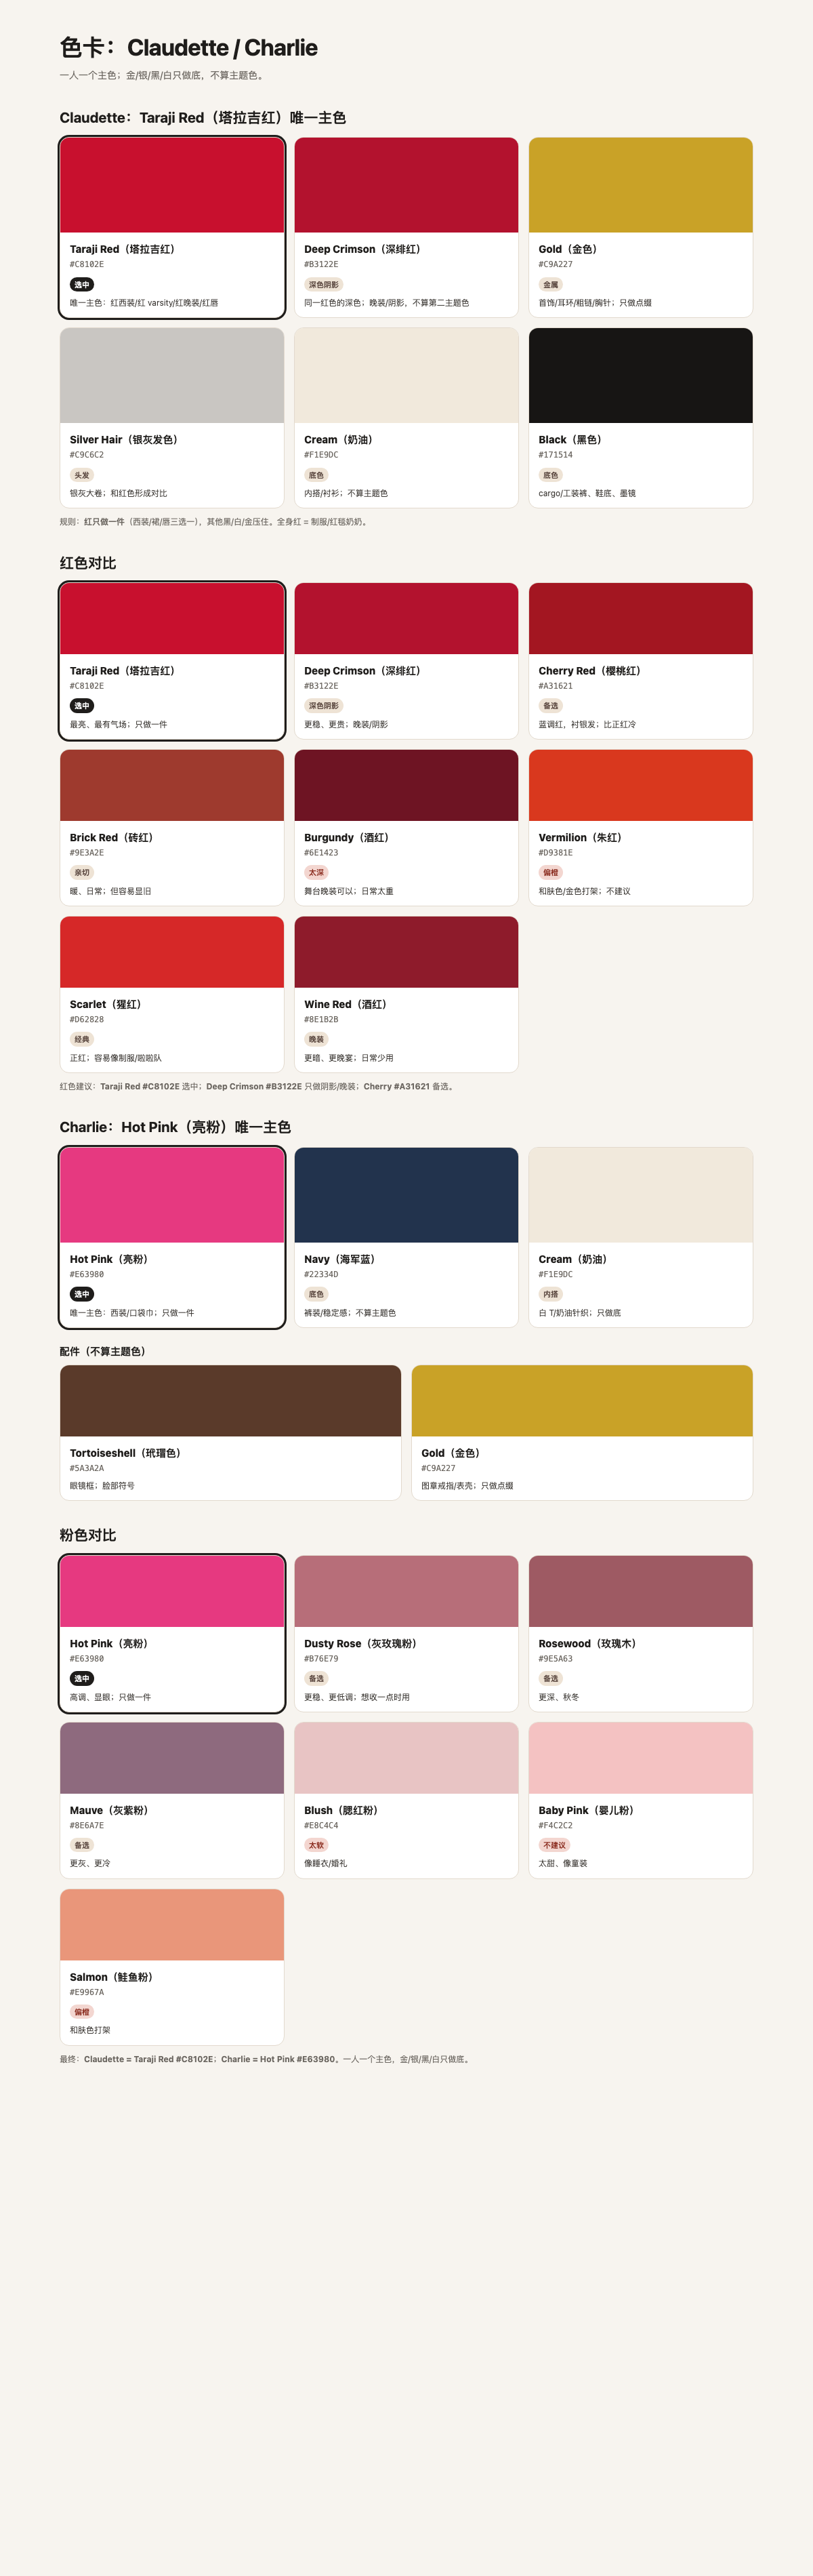 色卡：Claudette / Charlie
一人一个主色；金/银/黑/白只做底，不算主题色。
Claudette：Taraji Red（塔拉吉红）唯一主色
Taraji Red（塔拉吉红）
#C8102E
选中
唯一主色：红西装/红 varsity/红晚装/红唇
Deep Crimson（深绯红）
#B3122E
深色阴影
同一红色的深色；晚装/阴影，不算第二主题色
Gold（金色）
#C9A227
金属
首饰/耳环/粗链/胸针；只做点缀
Silver Hair（银灰发色）
#C9C6C2
头发
银灰大卷；和红色形成对比
Cream（奶油）
#F1E9DC
底色
内搭/衬衫；不算主题色
Black（黑色）
#171514
底色
cargo/工装裤、鞋底、墨镜
规则：红只做一件（西装/裙/唇三选一），其他黑/白/金压住。全身红 = 制服/红毯奶奶。
红色对比
Taraji Red（塔拉吉红）
#C8102E
选中
最亮、最有气场；只做一件
Deep Crimson（深绯红）
#B3122E
深色阴影
更稳、更贵；晚装/阴影
Cherry Red（樱桃红）
#A31621
备选
蓝调红，衬银发；比正红冷
Brick Red（砖红）
#9E3A2E
亲切
暖、日常；但容易显旧
Burgundy（酒红）
#6E1423
太深
舞台晚装可以；日常太重
Vermilion（朱红）
#D9381E
偏橙
和肤色/金色打架；不建议
Scarlet（猩红）
#D62828
经典
正红；容易像制服/啦啦队
Wine Red（酒红）
#8E1B2B
晚装
更暗、更晚宴；日常少用
红色建议：Taraji Red #C8102E 选中；Deep Crimson #B3122E 只做阴影/晚装；Cherry #A31621 备选。
Charlie：Hot Pink（亮粉）唯一主色
Hot Pink（亮粉）
#E63980
选中
唯一主色：西装/口袋巾；只做一件
Navy（海军蓝）
#22334D
底色
裤装/稳定感；不算主题色
Cream（奶油）
#F1E9DC
内搭
白 T/奶油针织；只做底
配件（不算主题色）
Tortoiseshell（玳瑁色）
#5A3A2A
眼镜框；脸部符号
Gold（金色）
#C9A227
图章戒指/表壳；只做点缀
粉色对比
Hot Pink（亮粉）
#E63980
选中
高调、显眼；只做一件
Dusty Rose（灰玫瑰粉）
#B76E79
备选
更稳、更低调；想收一点时用
Rosewood（玫瑰木）
#9E5A63
备选
更深、秋冬
Mauve（灰紫粉）
#8E6A7E
备选
更灰、更冷
Blush（腮红粉）
#E8C4C4
太软
像睡衣/婚礼
Baby Pink（婴儿粉）
#F4C2C2
不建议
太甜、像童装
Salmon（鲑鱼粉）
#E9967A
偏橙
和肤色打架
最终：Claudette = Taraji Red #C8102E；Charlie = Hot Pink #E63980。一人一个主色，金/银/黑/白只做底。